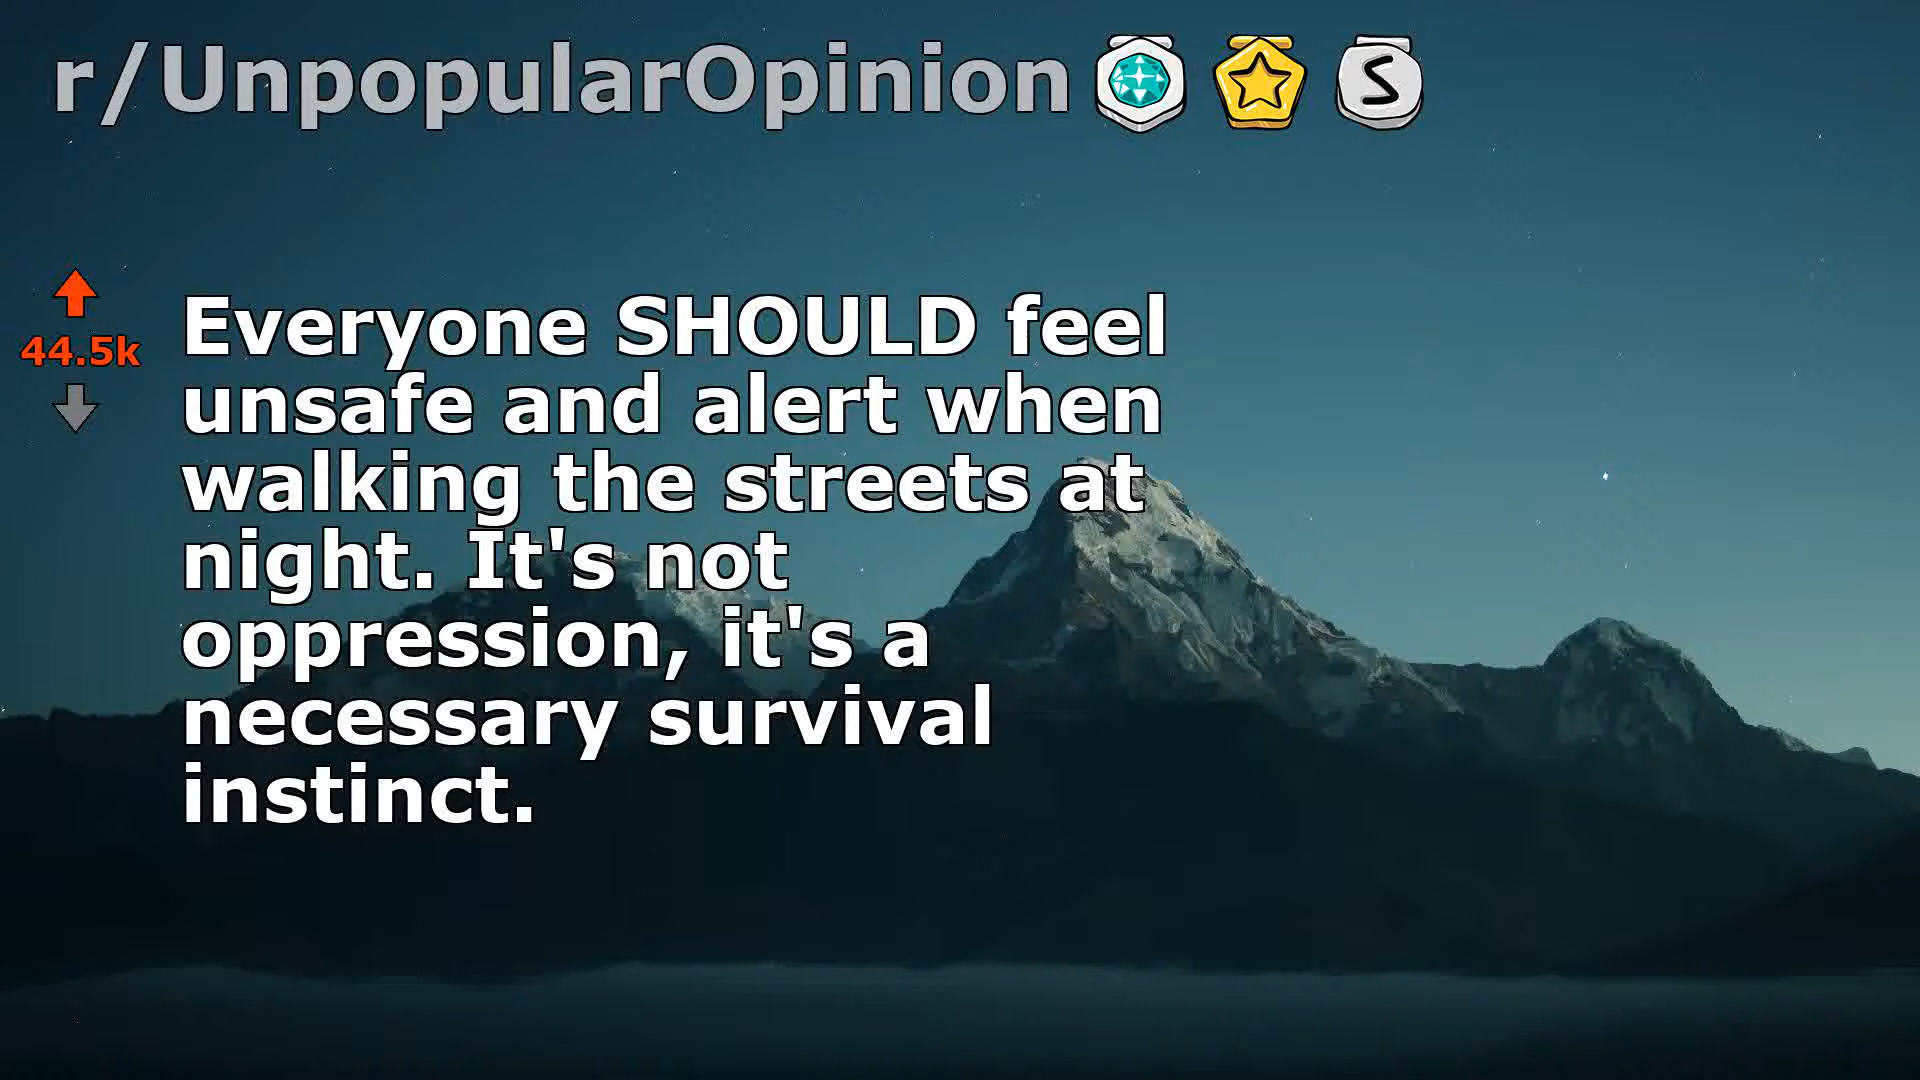 r/UnpopularOpinion
44.5k
Everyone SHOULD feel
unsafe and alert when
walking the streets at
night. It's not
oppression, it's a
necessary survival
instinct.